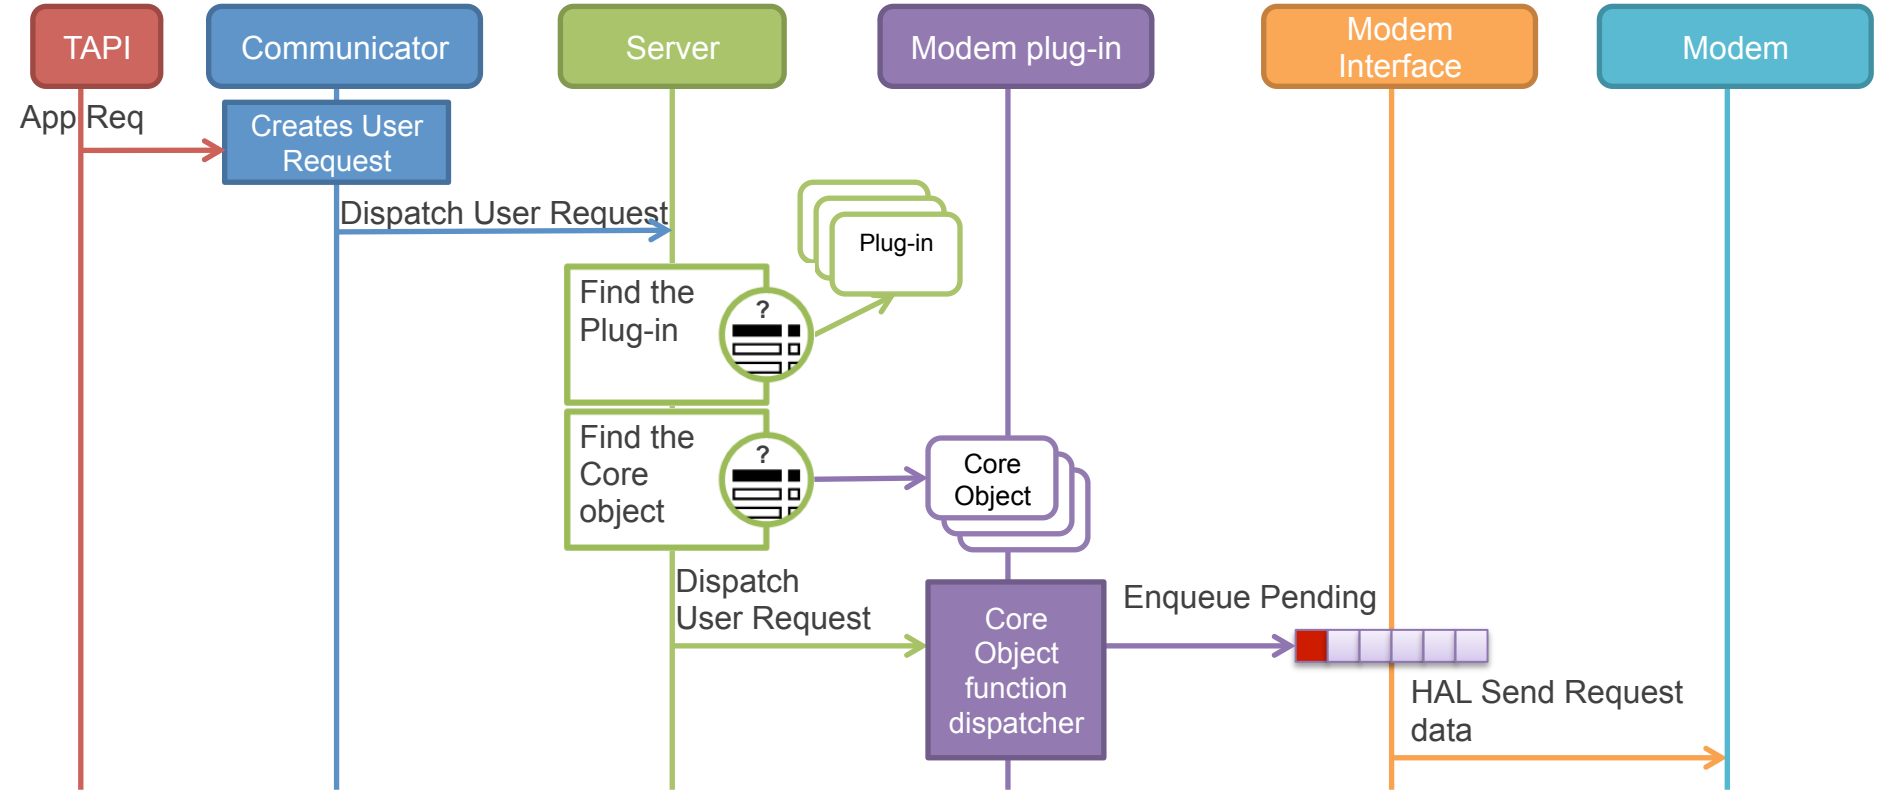 TAPI
Communicator
Server
Modem plug-in
Modem
Interface
Modem
App Req
Creates User
Request
Dispatch User Request
Plug-in
Find the
Plug-in
?
Find the
Core
object
?
Core
Object
Dispatch
User Request
Core
Object
function
dispatcher
Enqueue Pending
HAL Send Request
data